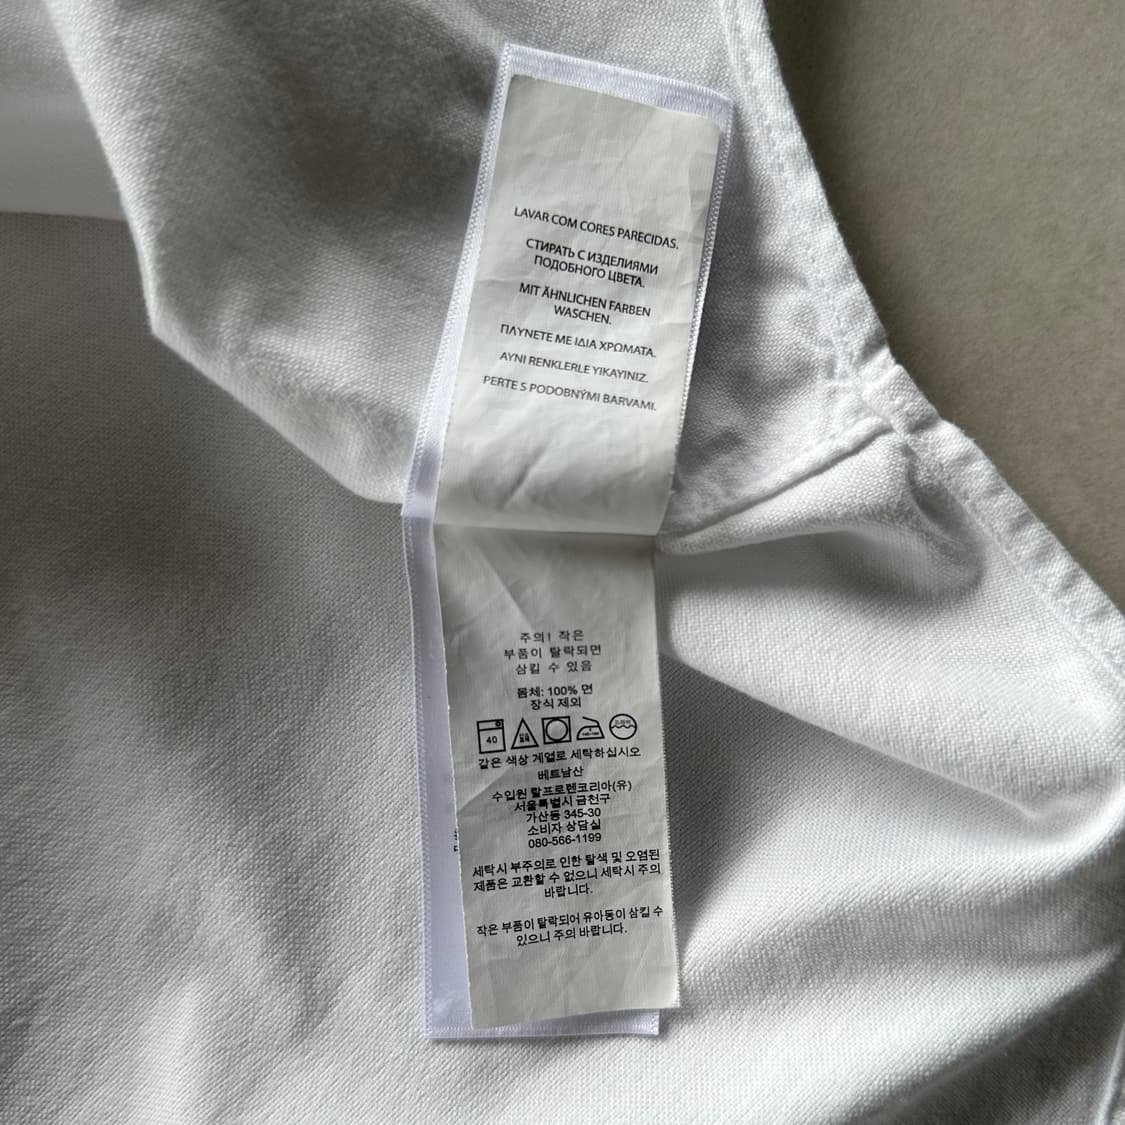 LAVAR COM CORES PARECIDAS.
СТИРАТЬ С ИЗДЕЛИЯМИ
ПОДОБНОГО ЦВЕТА.
MIT ÄHNLICHEN FARBEN
WASCHEN.
ΠΛΥΝΕΤΕ ΜΕ ΙΔΙΑ ΧΡΩΜΑΤΑ.
AYNI RENKLERLE YIKAYINIZ.
PERTE S PODOBNÝMI BARVAMI.
주의! 작은
부품이 탈락되면
삼킬 수 있음
몸체: 100% 면
장식 제외
40
같은 색상 계열로 세탁하십시오
베트남산
수입원 랄프로렌코리아(유)
서울특별시 금천구
가산동 345-30
소비자 상담실
080-566-1199
세탁시 부주의로 인한 탈색 및 오염된
제품은 교환할 수 없으니 세탁시 주의
바랍니다.
작은 부품이 탈락되어 유아동이 삼킬 수
있으니 주의 바랍니다.